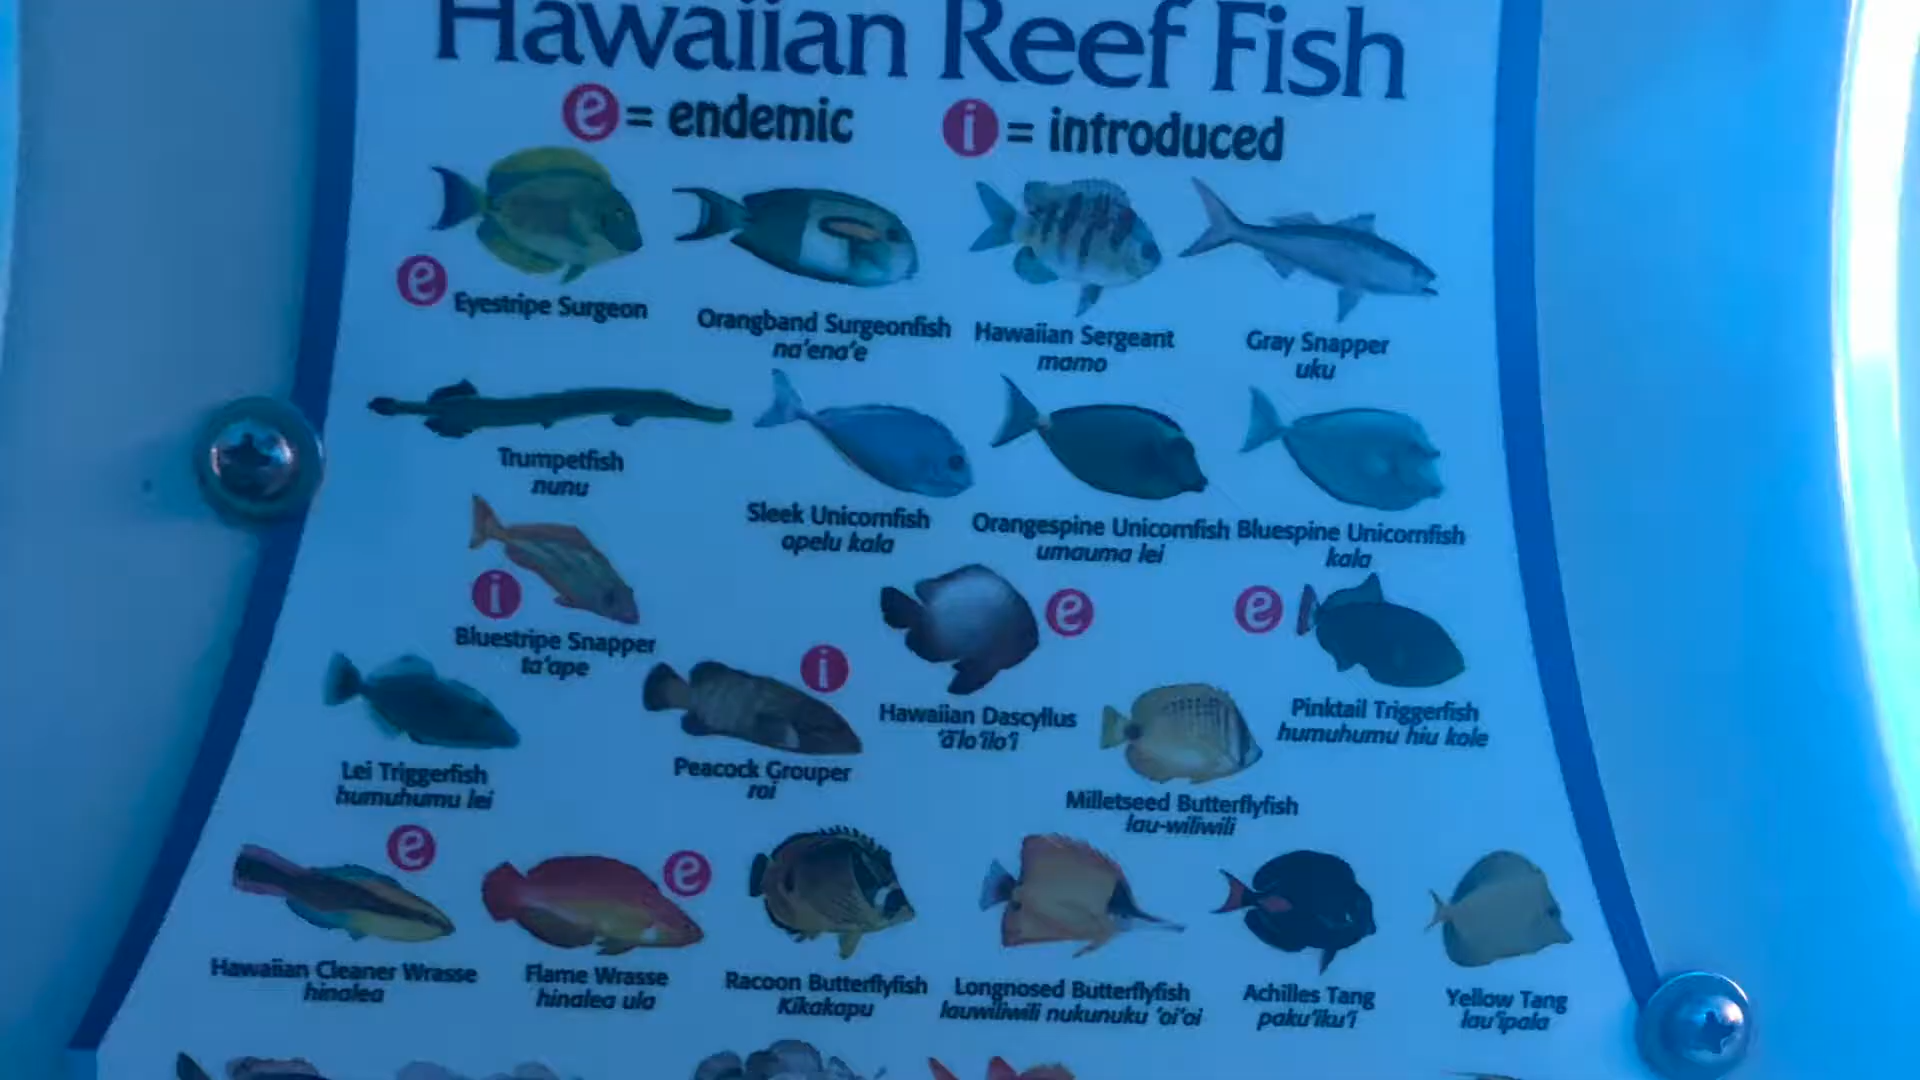 Hawaiian Reef Fish
e = endemic i = introduced
e Eyestripe Surgeon
Orangband Surgeonfish
na'ena'e
Hawaiian Sergeant
mamo
Gray Snapper
uku
Trumpetfish
nunu
Sleek Unicornfish
opelu kala
Orangespine Unicornfish
umauma lei
Bluespine Unicornfish
kala
i
Bluestripe Snapper
ta'ape
e
Hawaiian Dascyllus
'ālo'ilo'i
e
Pinktail Triggerfish
humuhumu hiu kole
Lei Triggerfish
humuhumu lei
i
Peacock Grouper
roi
Milletseed Butterflyfish
lau-wiliwili
e
Hawaiian Cleaner Wrasse
hinalea
e
Flame Wrasse
hinalea ula
Racoon Butterflyfish
Kikakapu
Longnosed Butterflyfish
lauwiliwili nukunuku 'oi'oi
Achilles Tang
paku'iku'i
Yellow Tang
lau'ipala